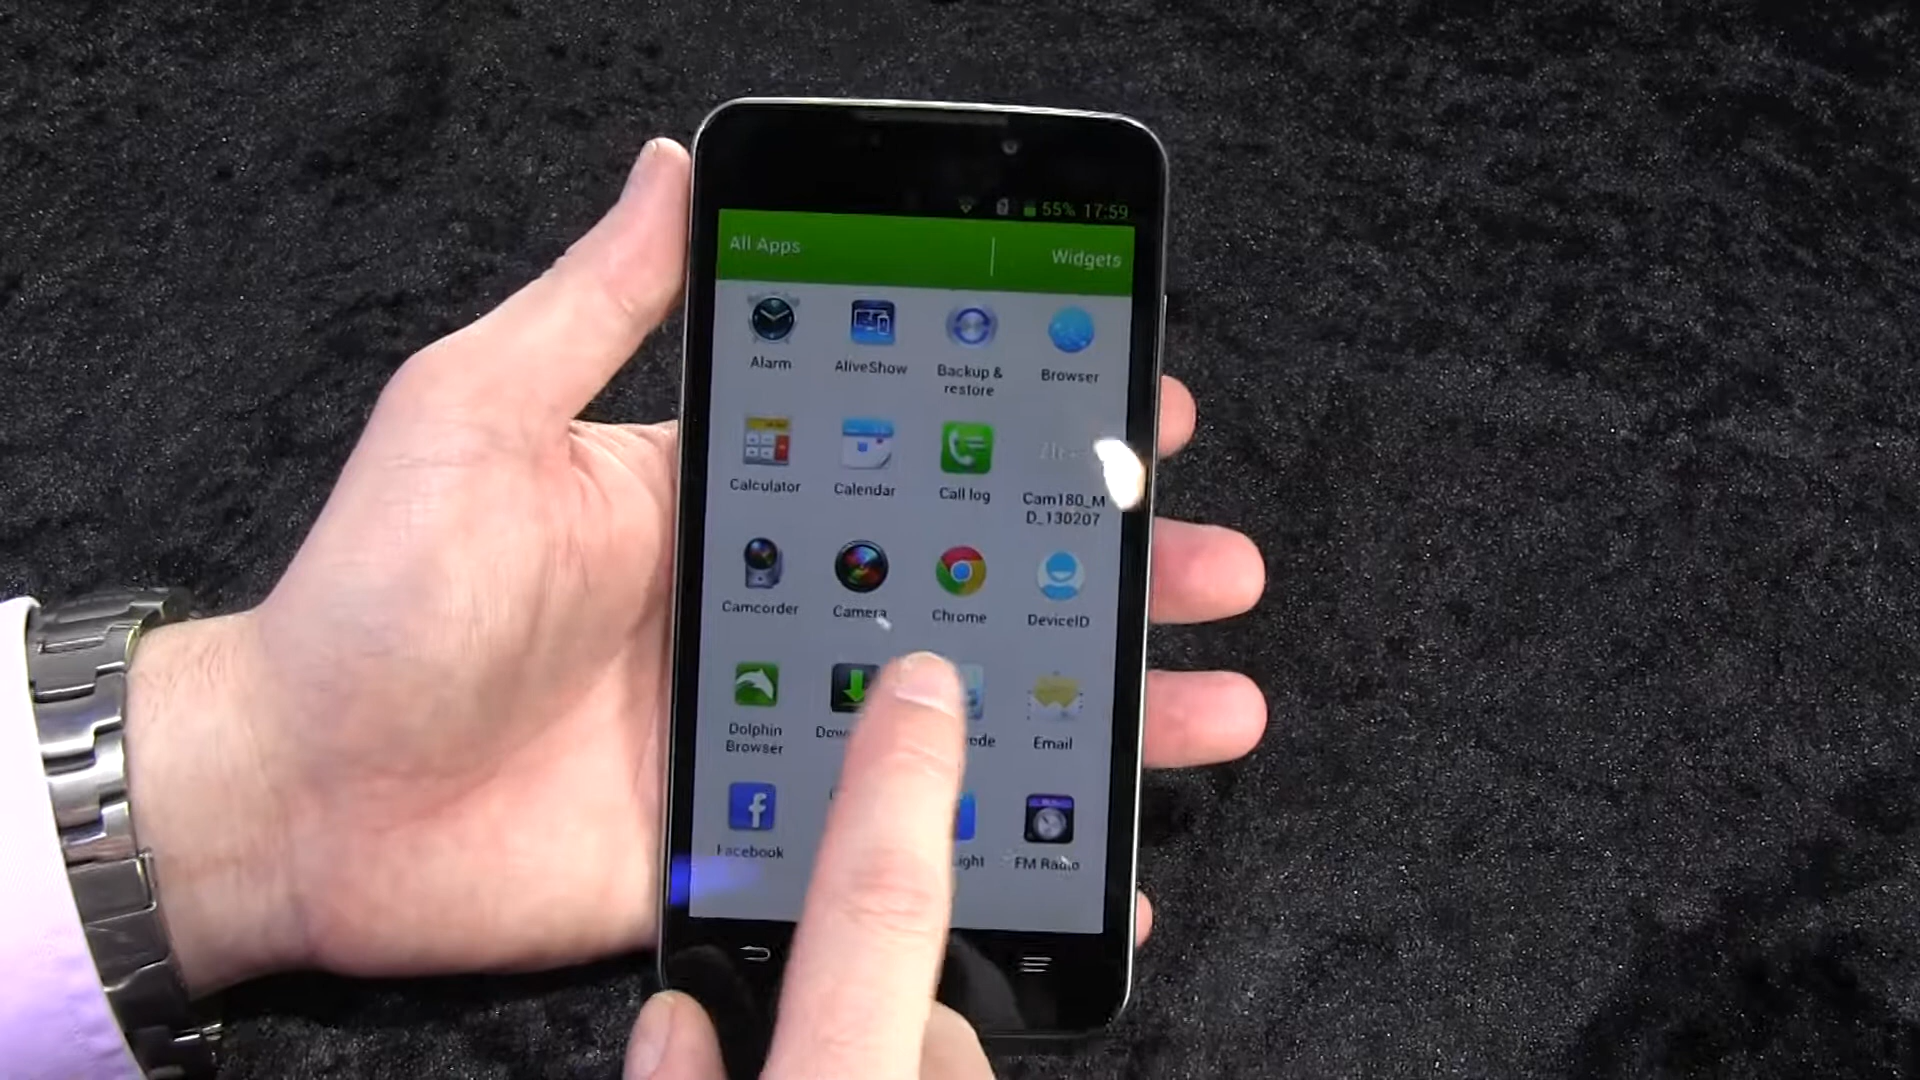 55% 17:59
All Apps
Widgets
Alarm
AliveShow
Backup &
restore
Browser
Calculator
Calendar
Call log
Cam180_M
D_130207
Camcorder
Camera
Chrome
DeviceID
Dolphin
Browser
Email
Facebook
FM Radio